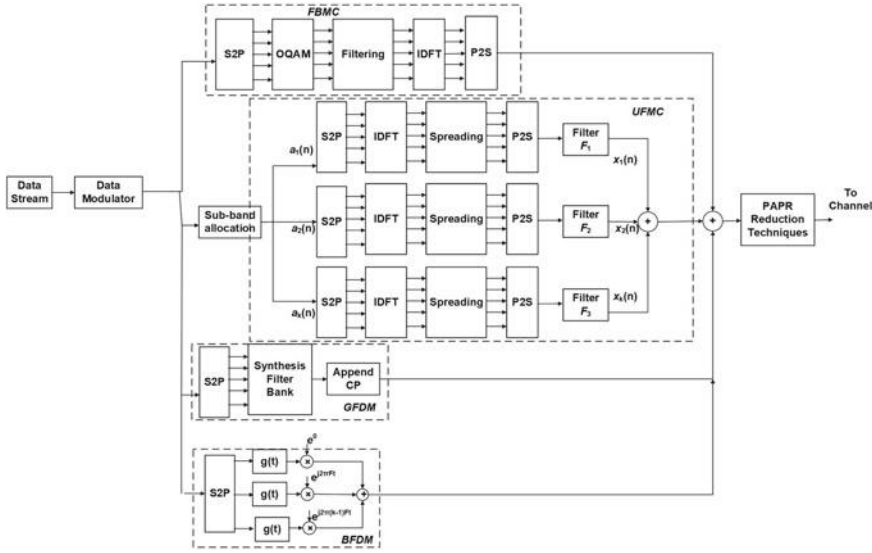 FBMC
S2P
OQAM
Filtering
IDFT
P2S
UFMC
a1(n)
S2P
IDFT
Spreading
P2S
Filter
F1
x1(n)
Data
Stream
Data
Modulator
Sub-band
allocation
a2(n)
S2P
IDFT
Spreading
P2S
Filter
F2
x2(n)
+
+
PAPR
Reduction
Techniques
To
Channel
ak(n)
S2P
IDFT
Spreading
P2S
Filter
F3
xk(n)
S2P
Synthesis
Filter
Bank
Append
CP
GFDM
S2P
g(t)
x
e0
g(t)
x
ej2πFt
+
g(t)
x
ej2π(k-1)Ft
BFDM